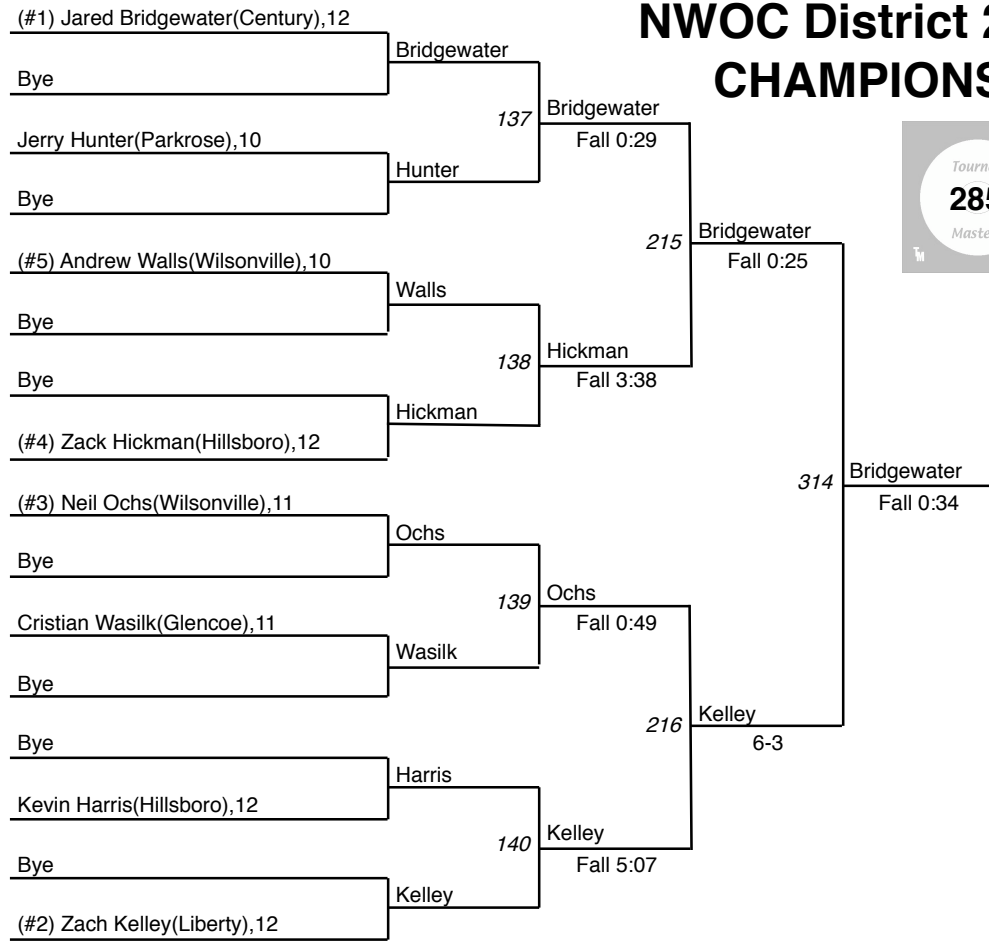 NWOC District
CHAMPIONS
(#1) Jared Bridgewater(Century),12
Bye
Jerry Hunter(Parkrose),10
Bye
(#5) Andrew Walls(Wilsonville),10
Bye
Bye
(#4) Zack Hickman(Hillsboro),12
(#3) Neil Ochs(Wilsonville),11
Bye
Cristian Wasilk(Glencoe),11
Bye
Bye
Kevin Harris(Hillsboro),12
Bye
(#2) Zach Kelley(Liberty),12
Bridgewater
137
Hunter
Walls
138
Hickman
Ochs
139
Wasilk
Harris
140
Kelley
Bridgewater
Fall 0:29
215
Hickman
Fall 3:38
Ochs
Fall 0:49
216
Kelley
Fall 5:07
Bridgewater
Fall 0:25
314
Kelley
6-3
Bridgewater
Fall 0:34
Tourn
28
Maste
TM